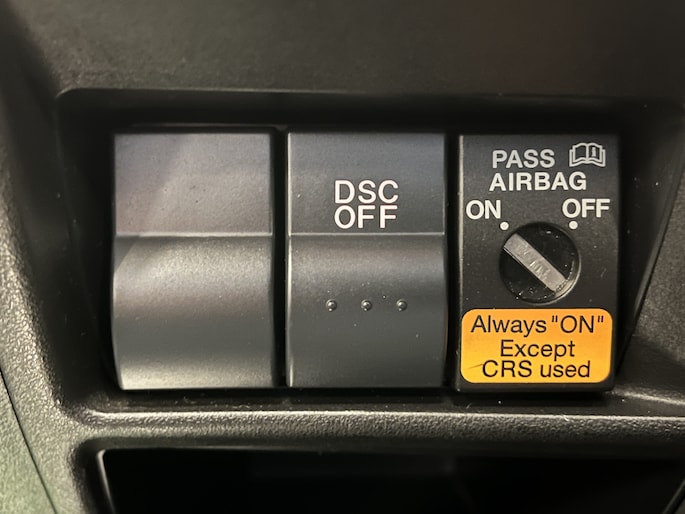 DSC
OFF
PASS
AIRBAG
ON OFF
Always "ON"
Except
CRS used